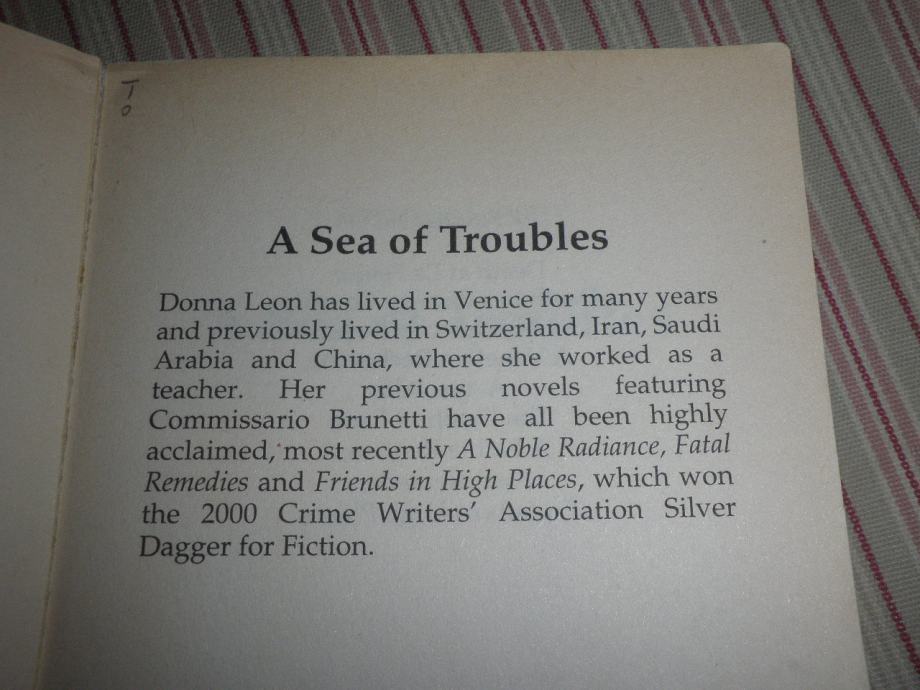 To
A Sea of Troubles
Donna Leon has lived in Venice for many years
and previously lived in Switzerland, Iran, Saudi
Arabia and China, where she worked as a
teacher. Her previous novels featuring
Commissario Brunetti have all been highly
acclaimed, most recently A Noble Radiance, Fatal
Remedies and Friends in High Places, which won
the 2000 Crime Writers' Association Silver
Dagger for Fiction.